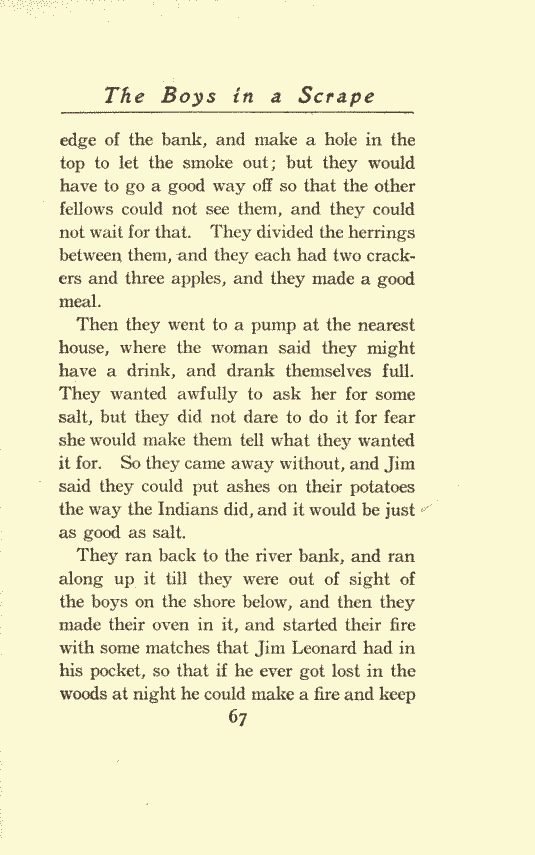 The Boys in a Scrape
edge of the bank, and make a hole in the
top to let the smoke out; but they would
have to go a good way off so that the other
fellows could not see them, and they could
not wait for that. They divided the herrings
between them, and they each had two crack-
ers and three apples, and they made a good
meal.
Then they went to a pump at the nearest
house, where the woman said they might
have a drink, and drank themselves full.
They wanted awfully to ask her for some
salt, but they did not dare to do it for fear
she would make them tell what they wanted
it for. So they came away without, and Jim
said they could put ashes on their potatoes
the way the Indians did, and it would be just
as good as salt.
They ran back to the river bank, and ran
along up it till they were out of sight of
the boys on the shore below, and then they
made their oven in it, and started their fire
with some matches that Jim Leonard had in
his pocket, so that if he ever got lost in the
woods at night he could make a fire and keep
67